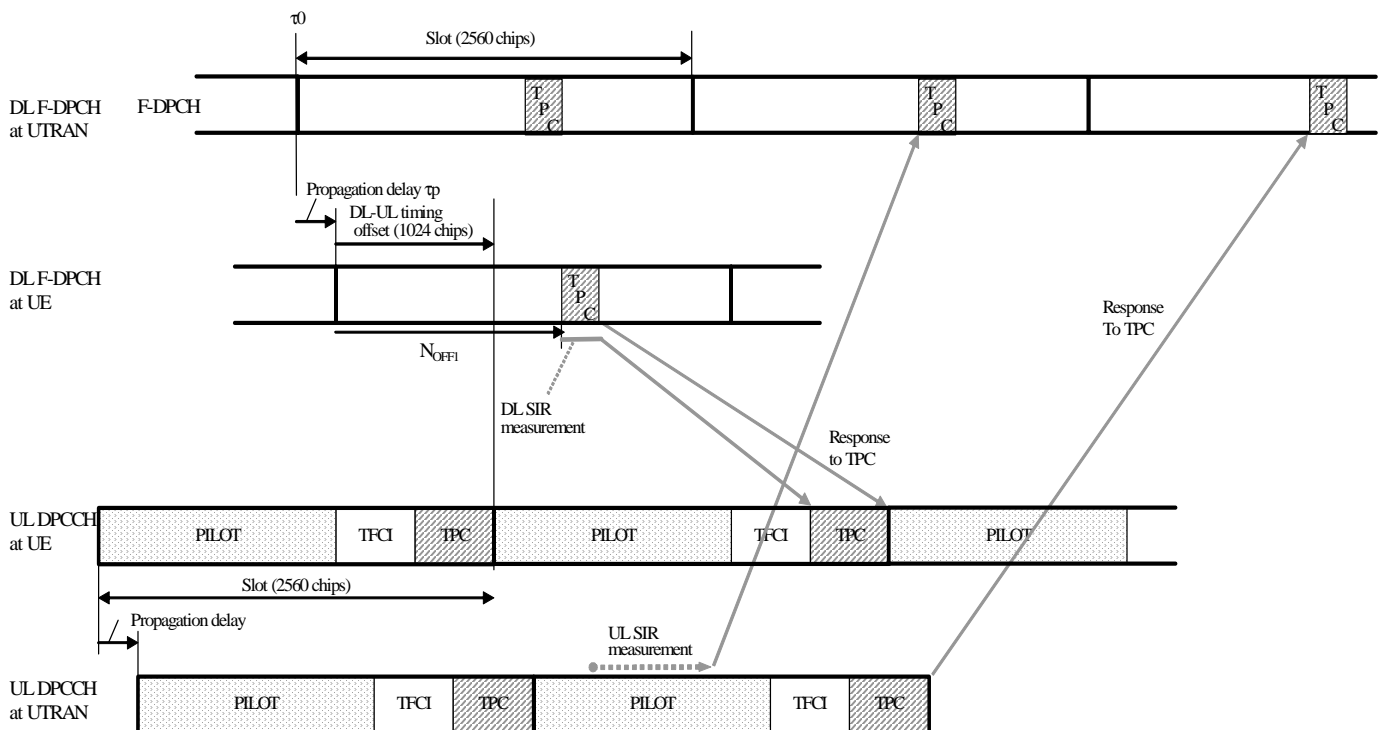 τ0
Slot (2560 chips)
DL F-DPCH
at UTRAN
F-DPCH
T
P
C
T
P
C
T
P
C
Propagation delay τp
DL-UL timing
offset (1024 chips)
DL F-DPCH
at UE
T
P
C
N_OFF1
DL SIR
measurement
Response
To TPC
Response
to TPC
UL DPCCH
at UE
PILOT
TFCI
TPC
PILOT
TFCI
TPC
PILOT
Slot (2560 chips)
Propagation delay
UL SIR
measurement
UL DPCCH
at UTRAN
PILOT
TFCI
TPC
PILOT
TFCI
TPC